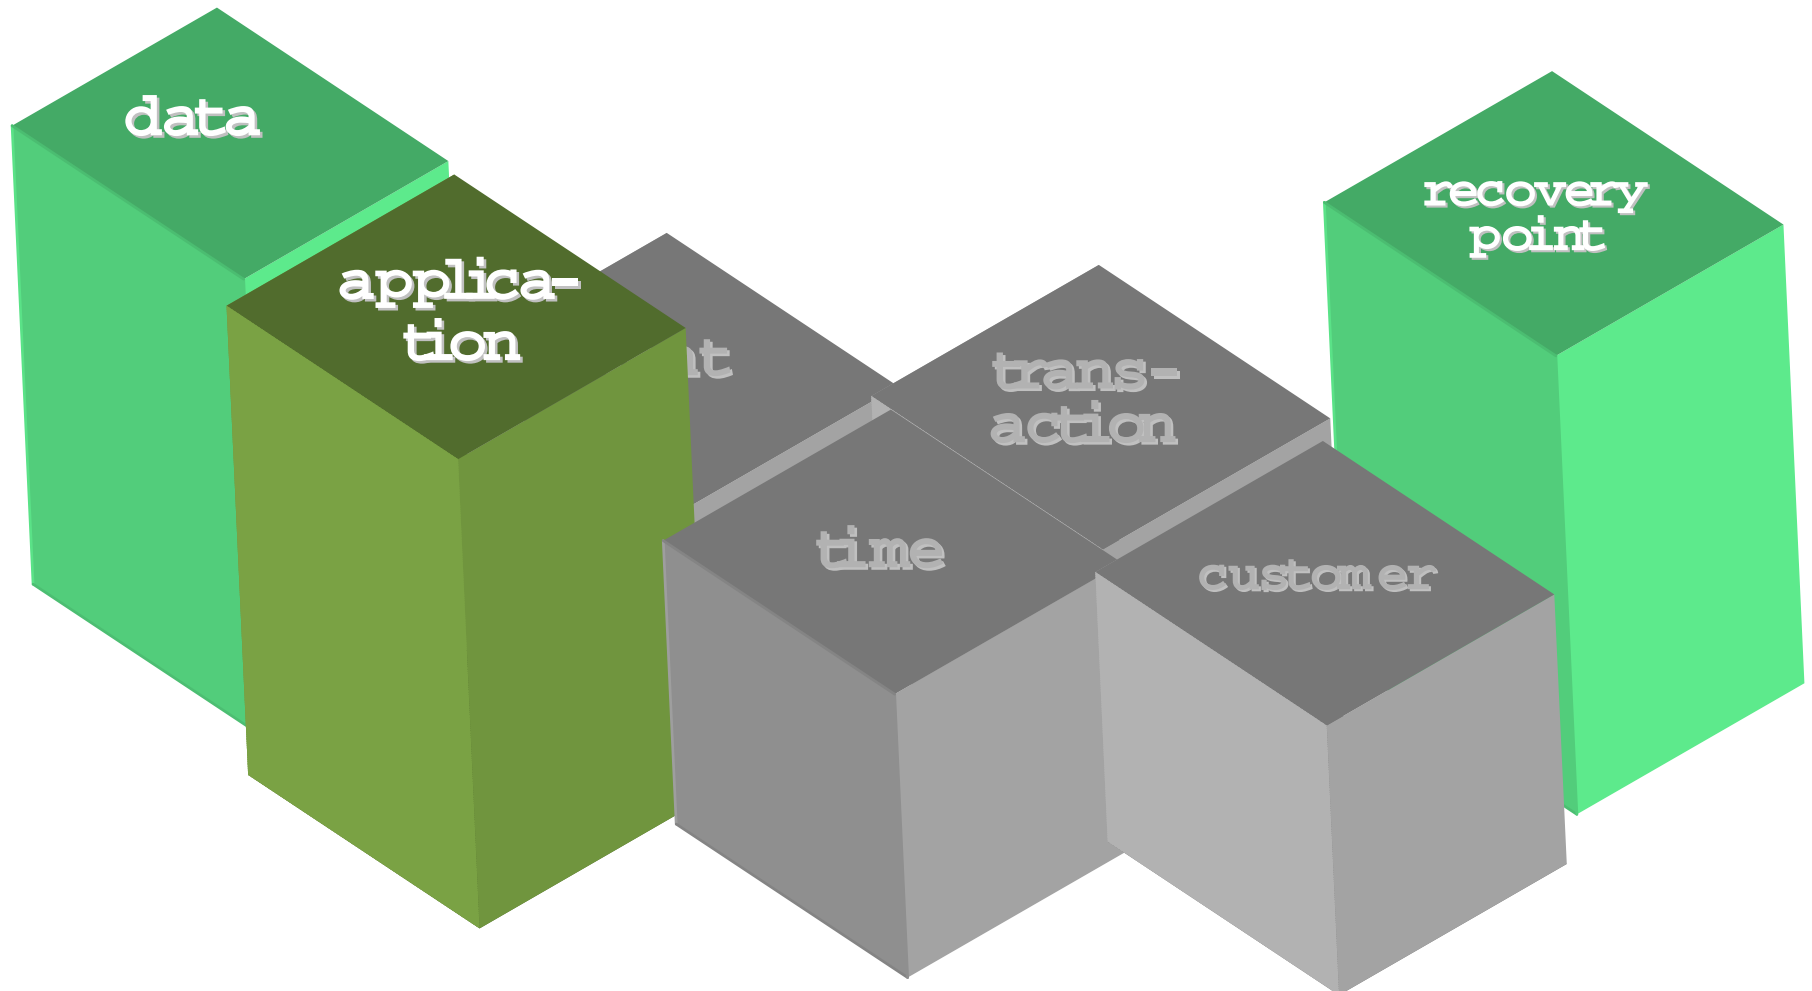 data
recovery
point
applica-
tion
trans-
action
time
customer